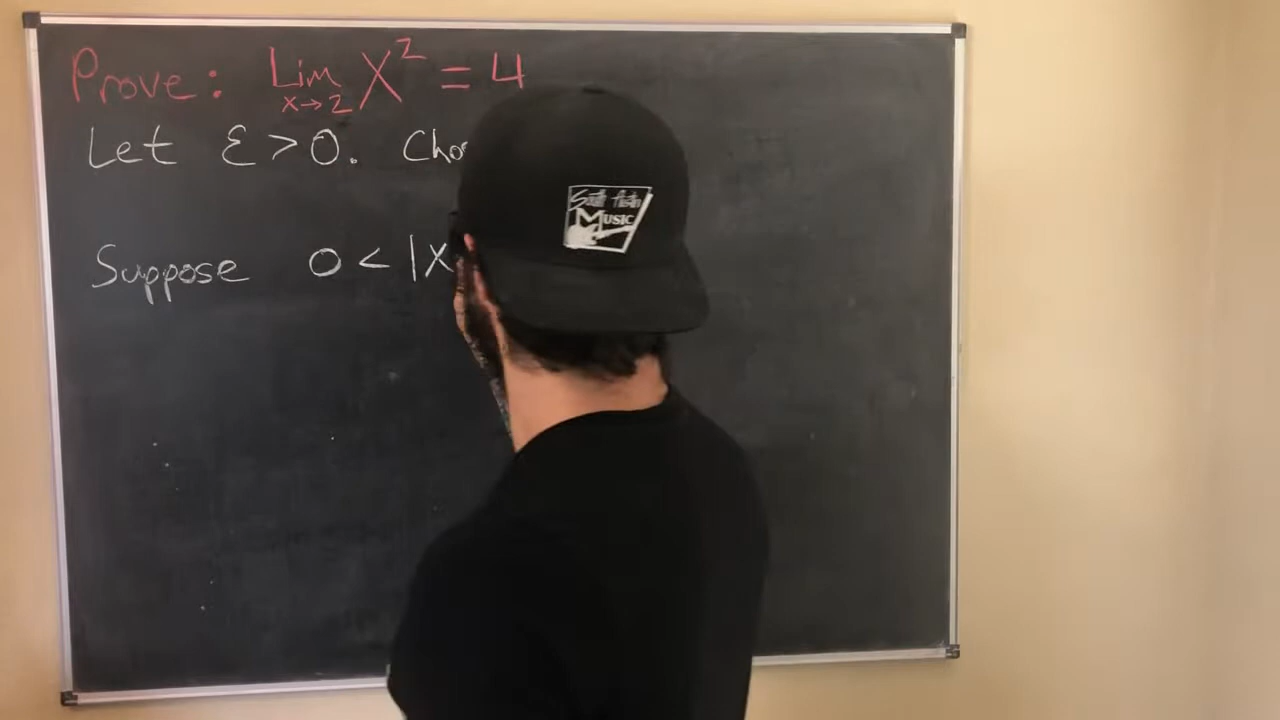 Prove: Lim x→2 X² = 4
Let ε > 0. Cho
Suppose 0 < |X
South Austin
MUSIC